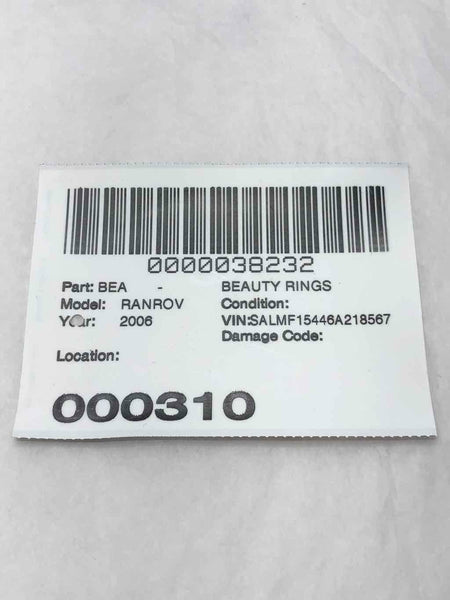 0000038232
Part: BEA - BEAUTY RINGS
Model: RANROV Condition:
Year: 2006 VIN:SALMF15446A218567
Damage Code:
Location:
000310